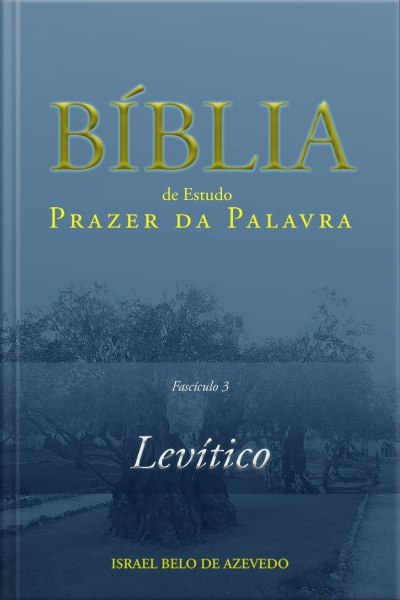 BÍBLIA
de Estudo
PRAZER DA PALAVRA
Fascículo 3
Levítico
ISRAEL BELO DE AZEVEDO